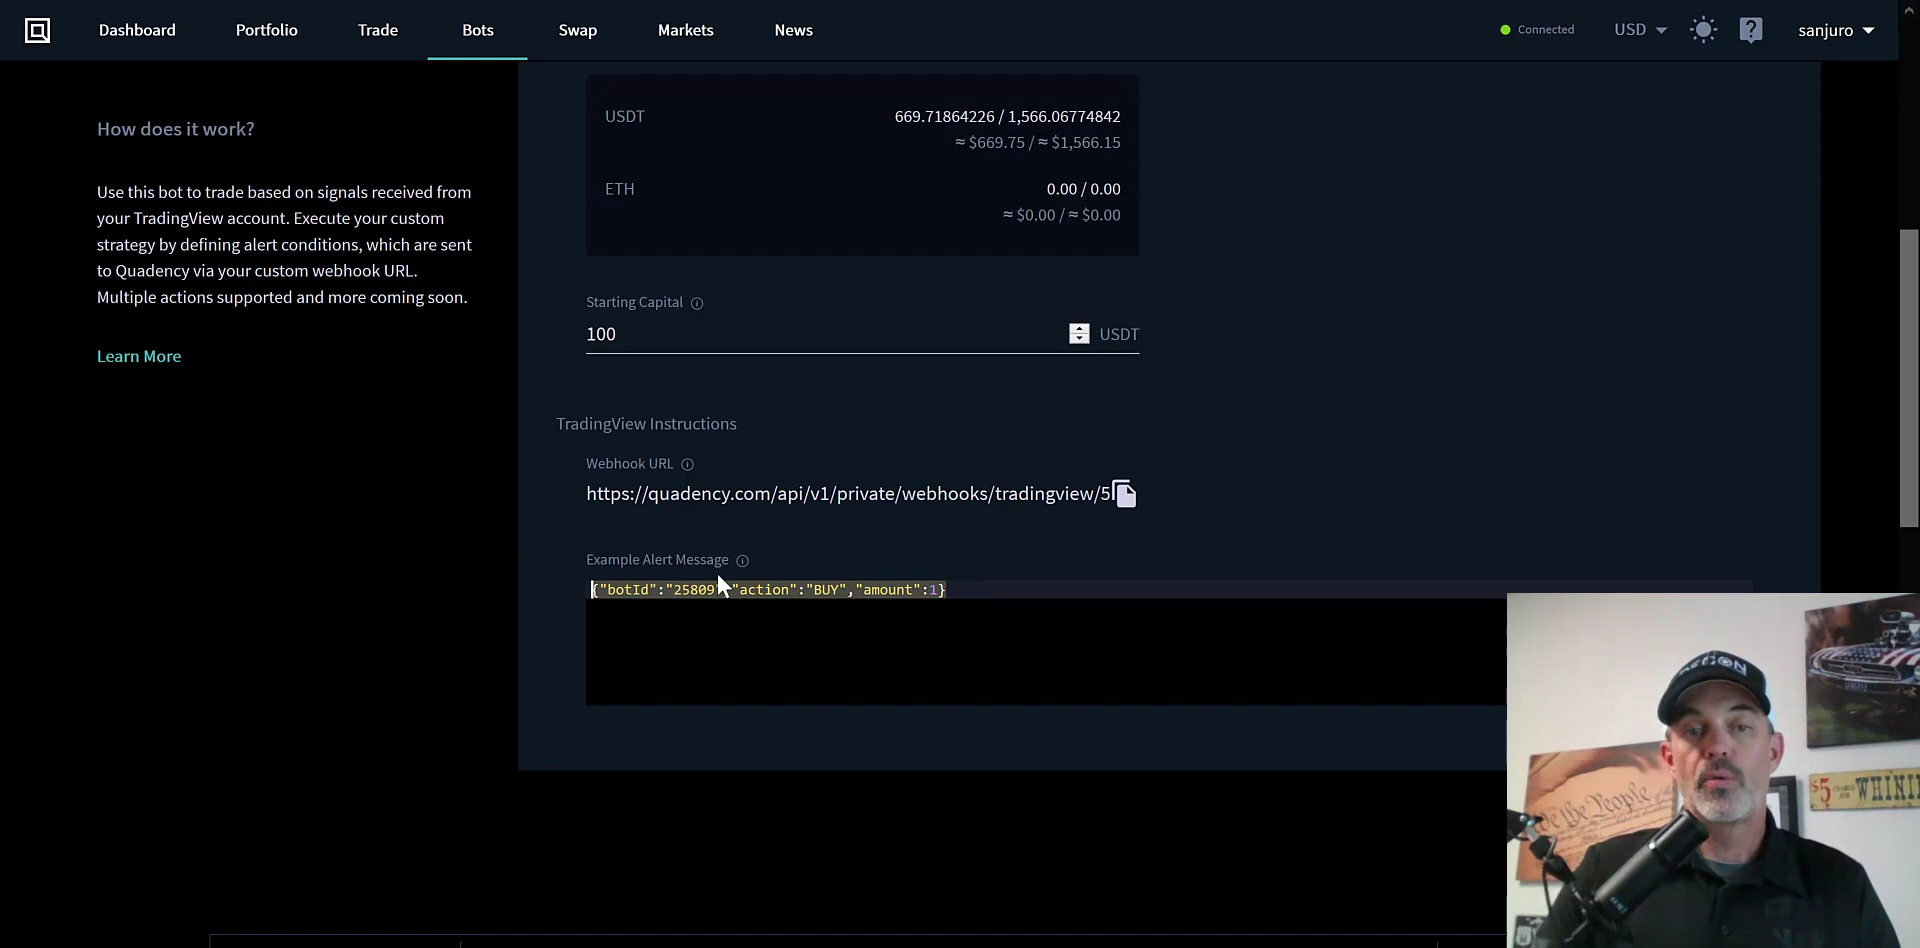 Dashboard
Portfolio
Trade
Bots
Swap
Markets
News
Connected
USD
sanjuro
How does it work?
Use this bot to trade based on signals received from
your TradingView account. Execute your custom
strategy by defining alert conditions, which are sent
to Quadency via your custom webhook URL.
Multiple actions supported and more coming soon.
Learn More
USDT
669.71864226 / 1,566.06774842
≈ $669.75 / ≈ $1,566.15
ETH
0.00 / 0.00
≈ $0.00 / ≈ $0.00
Starting Capital
100
USDT
TradingView Instructions
Webhook URL
https://quadency.com/api/v1/private/webhooks/tradingview/5
Example Alert Message
{"botId":"25809" "action":"BUY","amount":1}
We the People
$5
WHININ